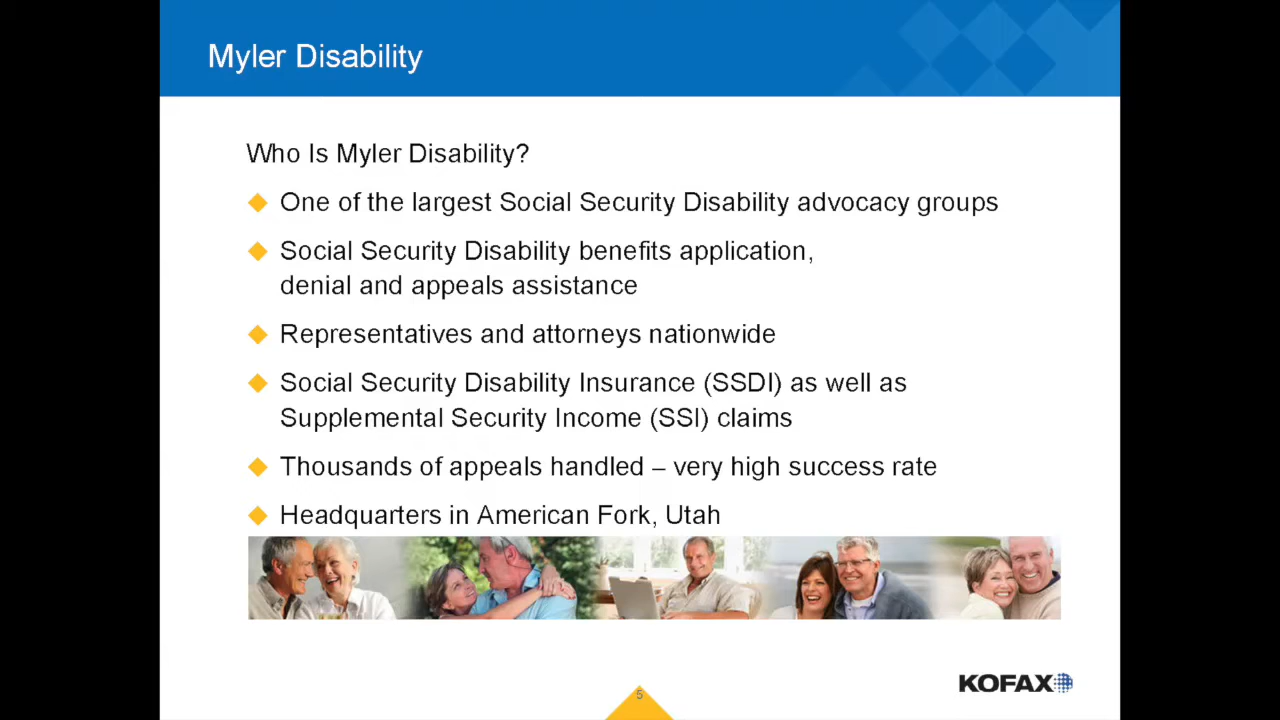 Myler Disability
Who Is Myler Disability?
One of the largest Social Security Disability advocacy groups
Social Security Disability benefits application,
denial and appeals assistance
Representatives and attorneys nationwide
Social Security Disability Insurance (SSDI) as well as
Supplemental Security Income (SSI) claims
Thousands of appeals handled – very high success rate
Headquarters in American Fork, Utah
KOFAX
5